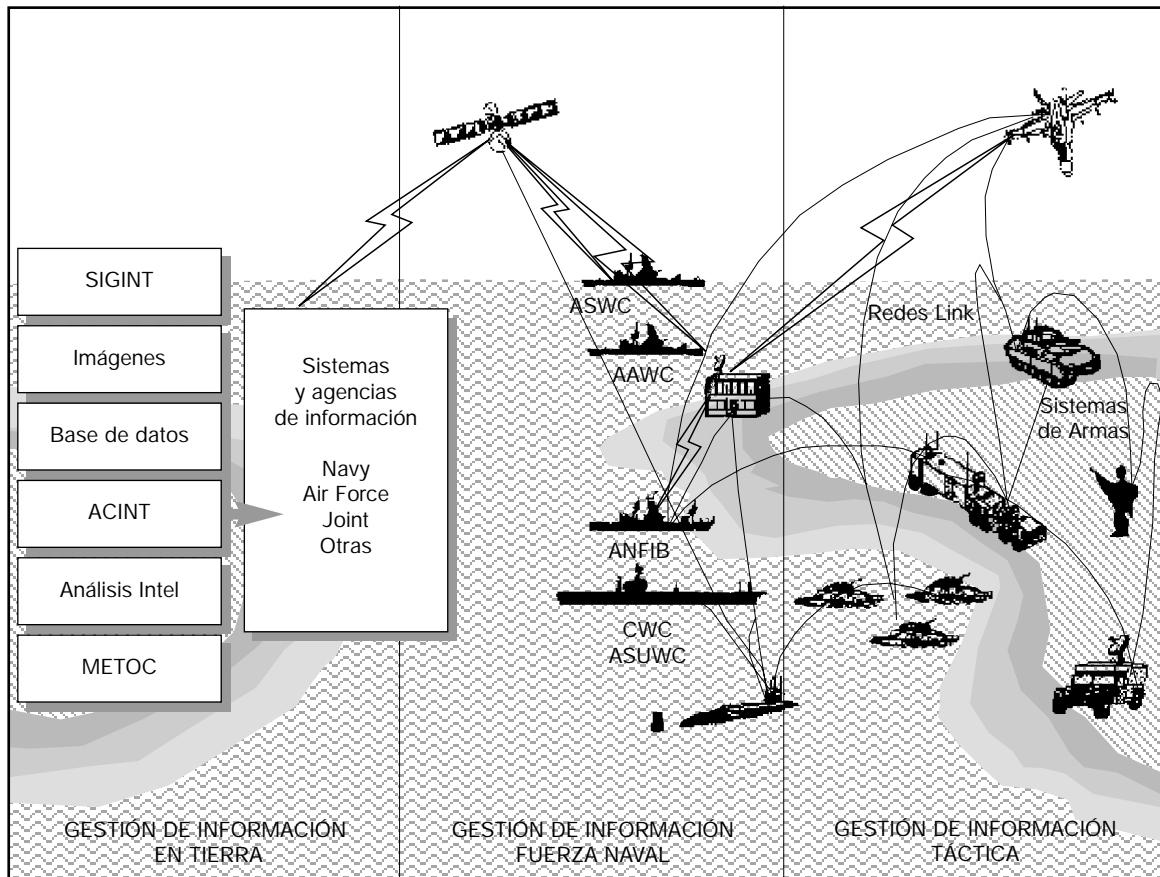 SIGINT
Imágenes
Base de datos
ACINT
Análisis Intel
METOC
Sistemas
y agencias
de información
Navy
Air Force
Joint
Otras
ASWC
AAWC
ANFIB
CWC
ASUWC
Redes Link
Sistemas
de Armas
GESTIÓN DE INFORMACIÓN
EN TIERRA
GESTIÓN DE INFORMACIÓN
FUERZA NAVAL
GESTIÓN DE INFORMACIÓN
TÁCTICA